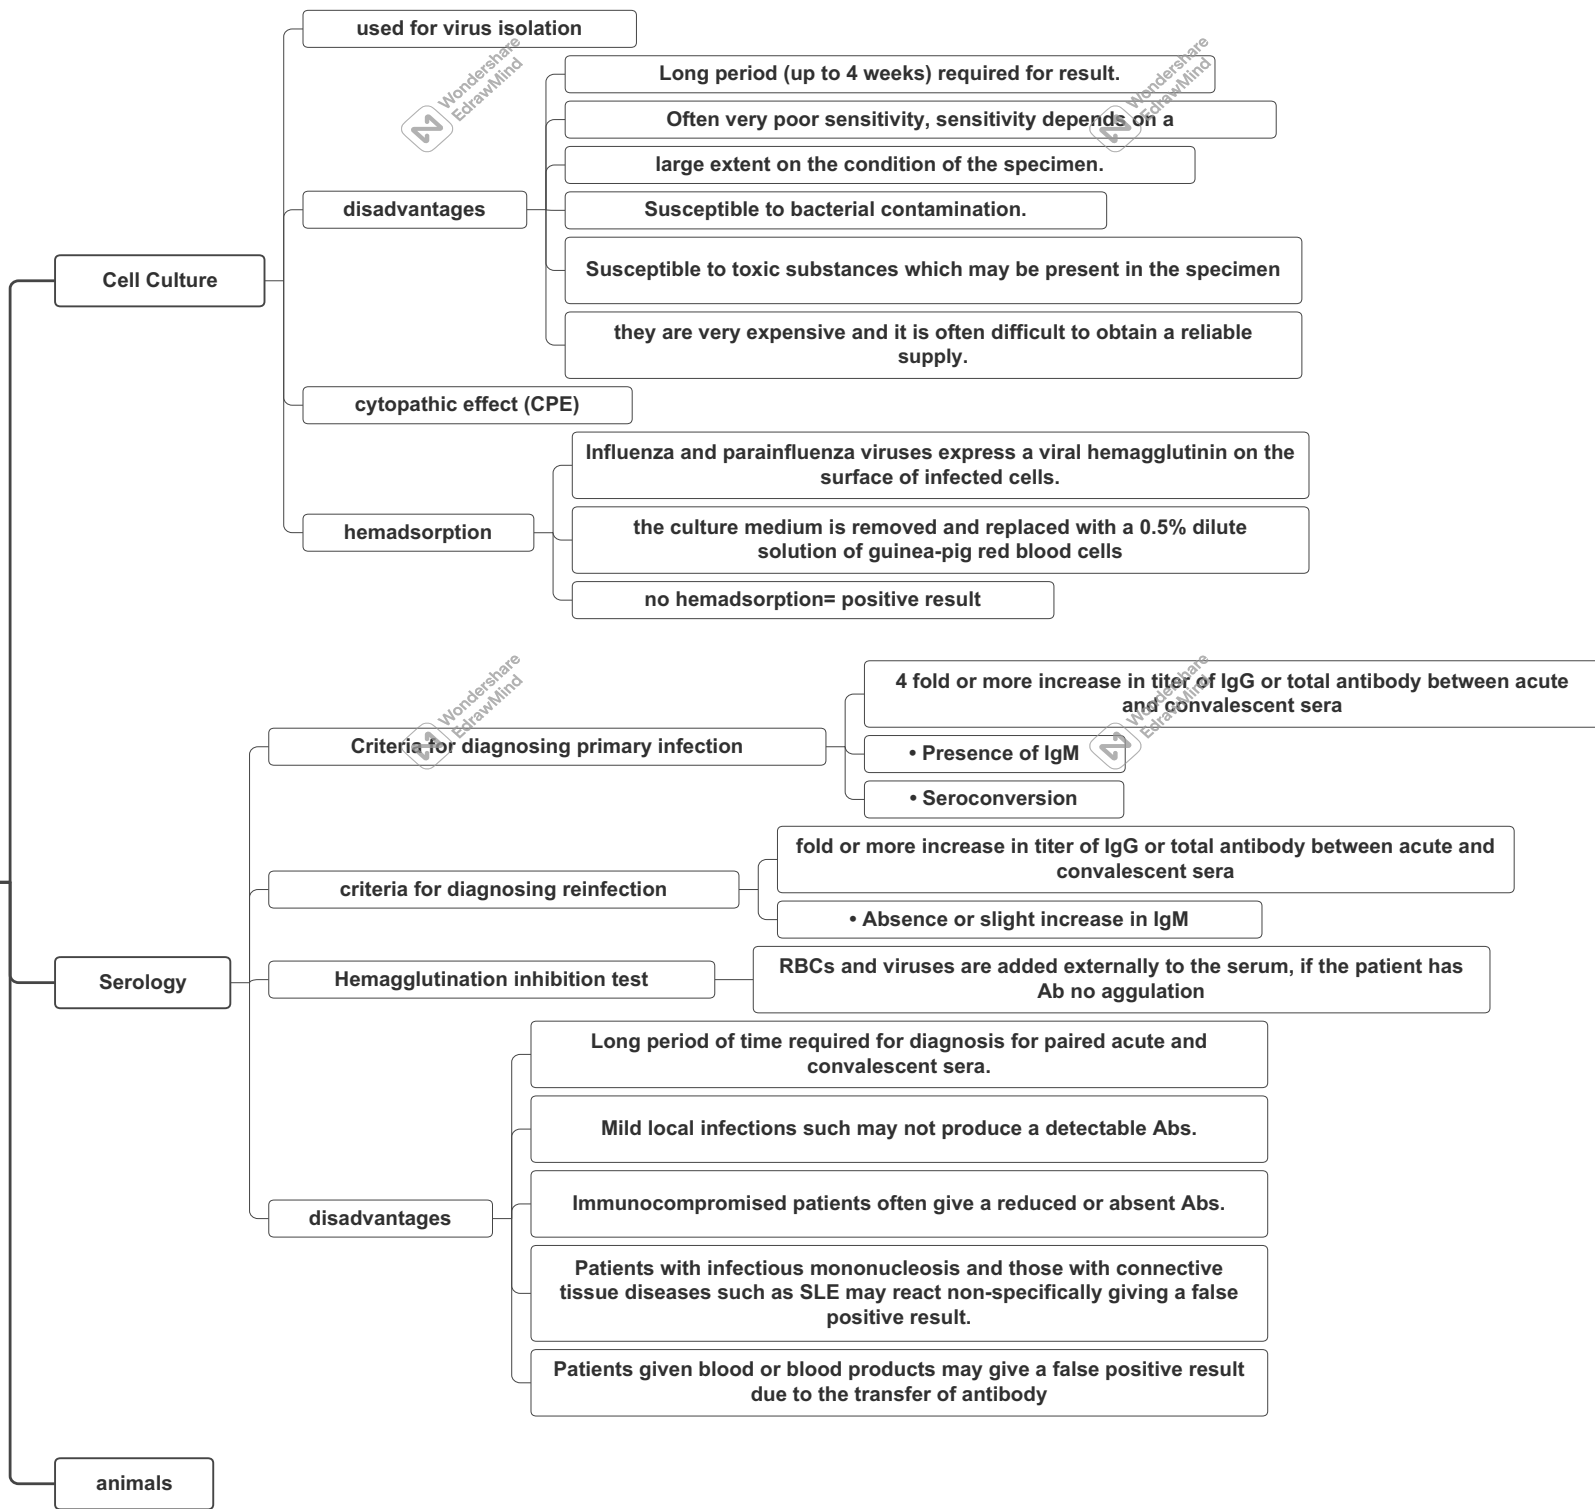 used for virus isolation
Wondershare
EdrawMind
Wondershare
EdrawMind
Long period (up to 4 weeks) required for result.
Often very poor sensitivity, sensitivity depends on a
large extent on the condition of the specimen.
disadvantages
Susceptible to bacterial contamination.
Susceptible to toxic substances which may be present in the specimen
Cell Culture
they are very expensive and it is often difficult to obtain a reliable
supply.
cytopathic effect (CPE)
Influenza and parainfluenza viruses express a viral hemagglutinin on the
surface of infected cells.
hemadsorption
the culture medium is removed and replaced with a 0.5% dilute
solution of guinea-pig red blood cells
no hemadsorption= positive result
Wondershare
EdrawMind
Wondershare
EdrawMind
4 fold or more increase in titer of IgG or total antibody between acute
and convalescent sera
Criteria for diagnosing primary infection
• Presence of IgM
• Seroconversion
fold or more increase in titer of IgG or total antibody between acute and
convalescent sera
criteria for diagnosing reinfection
• Absence or slight increase in IgM
Serology
Hemagglutination inhibition test
RBCs and viruses are added externally to the serum, if the patient has
Ab no aggulation
Long period of time required for diagnosis for paired acute and
convalescent sera.
Mild local infections such may not produce a detectable Abs.
disadvantages
Immunocompromised patients often give a reduced or absent Abs.
Patients with infectious mononucleosis and those with connective
tissue diseases such as SLE may react non-specifically giving a false
positive result.
Patients given blood or blood products may give a false positive result
due to the transfer of antibody
animals